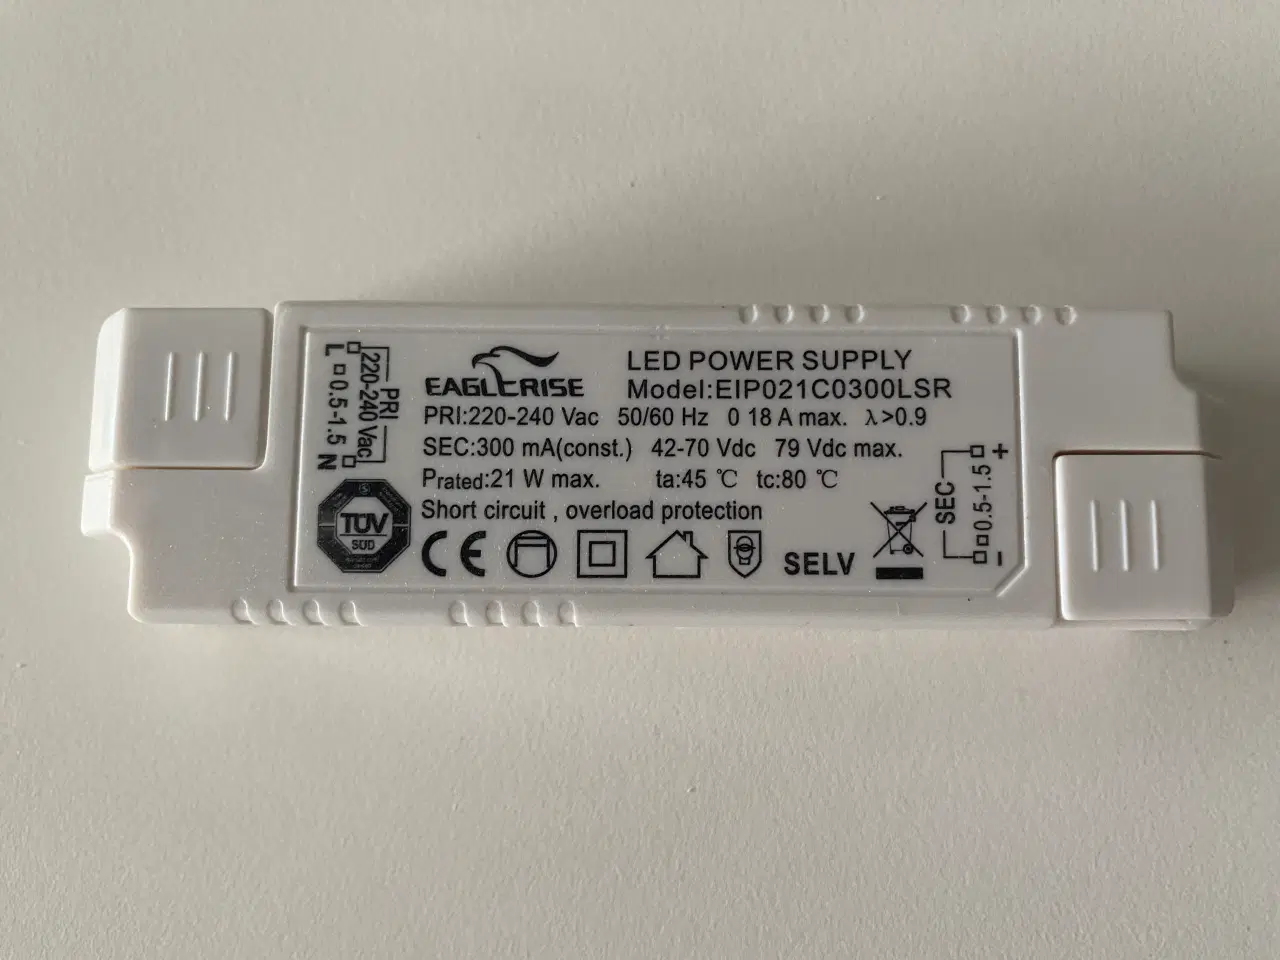 EAGLERISE
LED POWER SUPPLY
Model:EIP021C0300LSR
PRI:220-240 Vac 50/60 Hz 0 18 A max. λ>0.9
SEC:300 mA(const.) 42-70 Vdc 79 Vdc max.
Prated:21 W max. ta:45 ℃ tc:80 ℃
Short circuit , overload protection
CE
SELV
PRI
220-240 Vac
L 0.5-1.5 N
TÜV
SÜD
SEC
+ 0.5-1.5 -